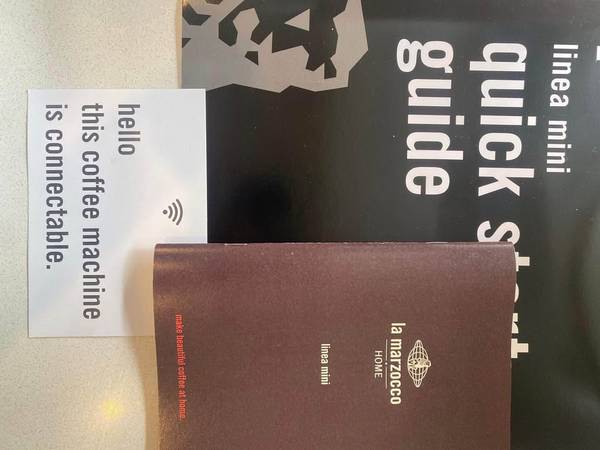 linea mini
quick start
guide
hello
this coffee machine
is connectable.
la marzocco
HOME
linea mini
make beautiful coffee at home.